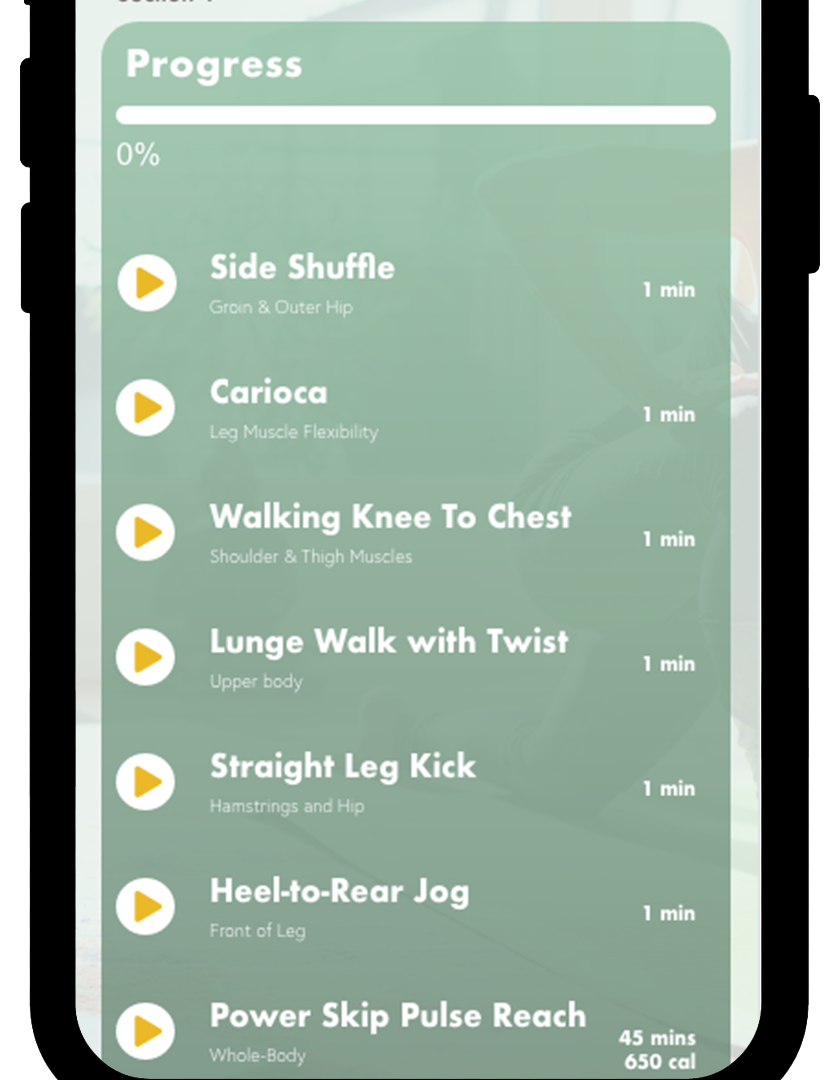 Progress
0%
Side Shuffle
Groin & Outer Hip
1 min
Carioca
Leg Muscle Flexibility
1 min
Walking Knee To Chest
Shoulder & Thigh Muscles
1 min
Lunge Walk with Twist
Upper body
1 min
Straight Leg Kick
Hamstrings and Hip
1 min
Heel-to-Rear Jog
Front of Leg
1 min
Power Skip Pulse Reach
Whole-Body
45 mins
650 cal